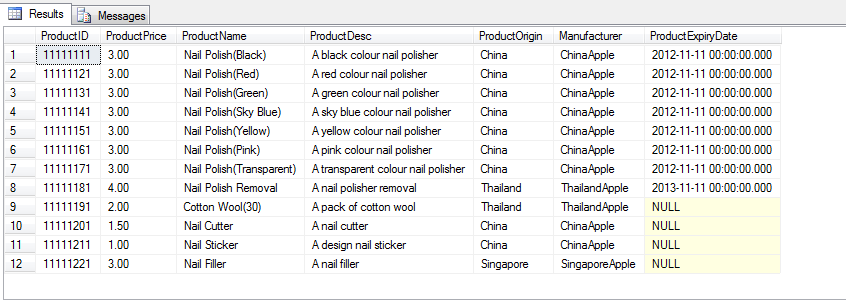 Results Messages
ProductID ProductPrice ProductName ProductDesc ProductOrigin Manufacturer ProductExpiryDate
1 11111111 3.00 Nail Polish(Black) A black colour nail polisher China ChinaApple 2012-11-11 00:00:00.000
2 11111121 3.00 Nail Polish(Red) A red colour nail polisher China ChinaApple 2012-11-11 00:00:00.000
3 11111131 3.00 Nail Polish(Green) A green colour nail polisher China ChinaApple 2012-11-11 00:00:00.000
4 11111141 3.00 Nail Polish(Sky Blue) A sky blue colour nail polisher China ChinaApple 2012-11-11 00:00:00.000
5 11111151 3.00 Nail Polish(Yellow) A yellow colour nail polisher China ChinaApple 2012-11-11 00:00:00.000
6 11111161 3.00 Nail Polish(Pink) A pink colour nail polisher China ChinaApple 2012-11-11 00:00:00.000
7 11111171 3.00 Nail Polish(Transparent) A transparent colour nail polisher China ChinaApple 2012-11-11 00:00:00.000
8 11111181 4.00 Nail Polish Removal A nail polisher removal Thailand ThailandApple 2013-11-11 00:00:00.000
9 11111191 2.00 Cotton Wool(30) A pack of cotton wool Thailand ThailandApple NULL
10 11111201 1.50 Nail Cutter A nail cutter China ChinaApple NULL
11 11111211 1.00 Nail Sticker A design nail sticker China ChinaApple NULL
12 11111221 3.00 Nail Filler A nail filler Singapore SingaporeApple NULL